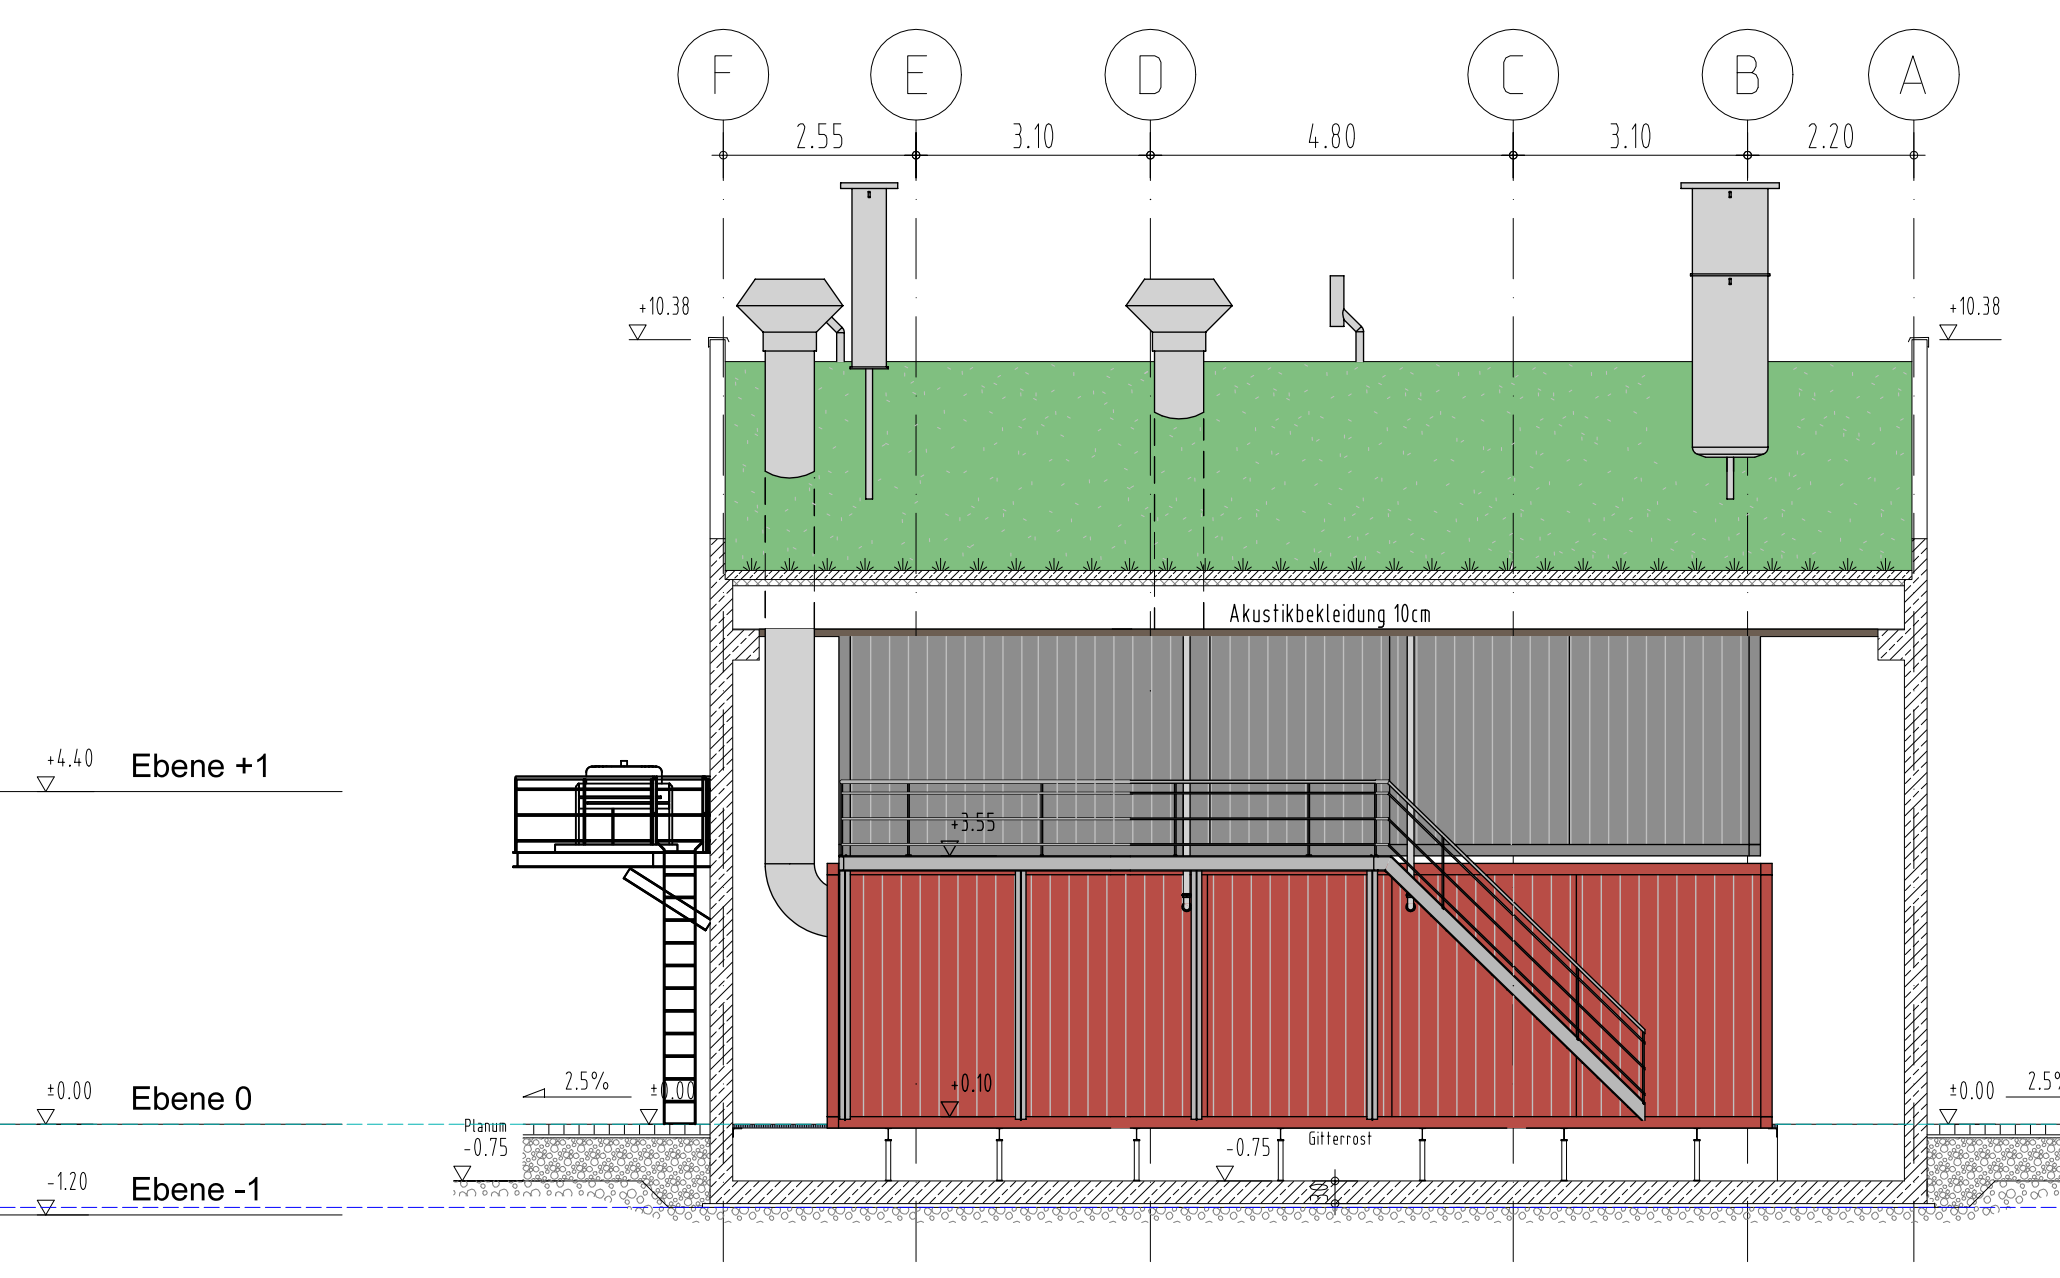 F E D C B A
2.55 3.10 4.80 3.10 2.20
+10.38 +10.38
Akustikbekleidung 10cm
+4.40 Ebene +1
+3.55
±0.00 Ebene 0 2.5% ±0.00 +0.10 ±0.00
Planum
-0.75 -0.75 Gitterrost
-1.20 Ebene -1
30